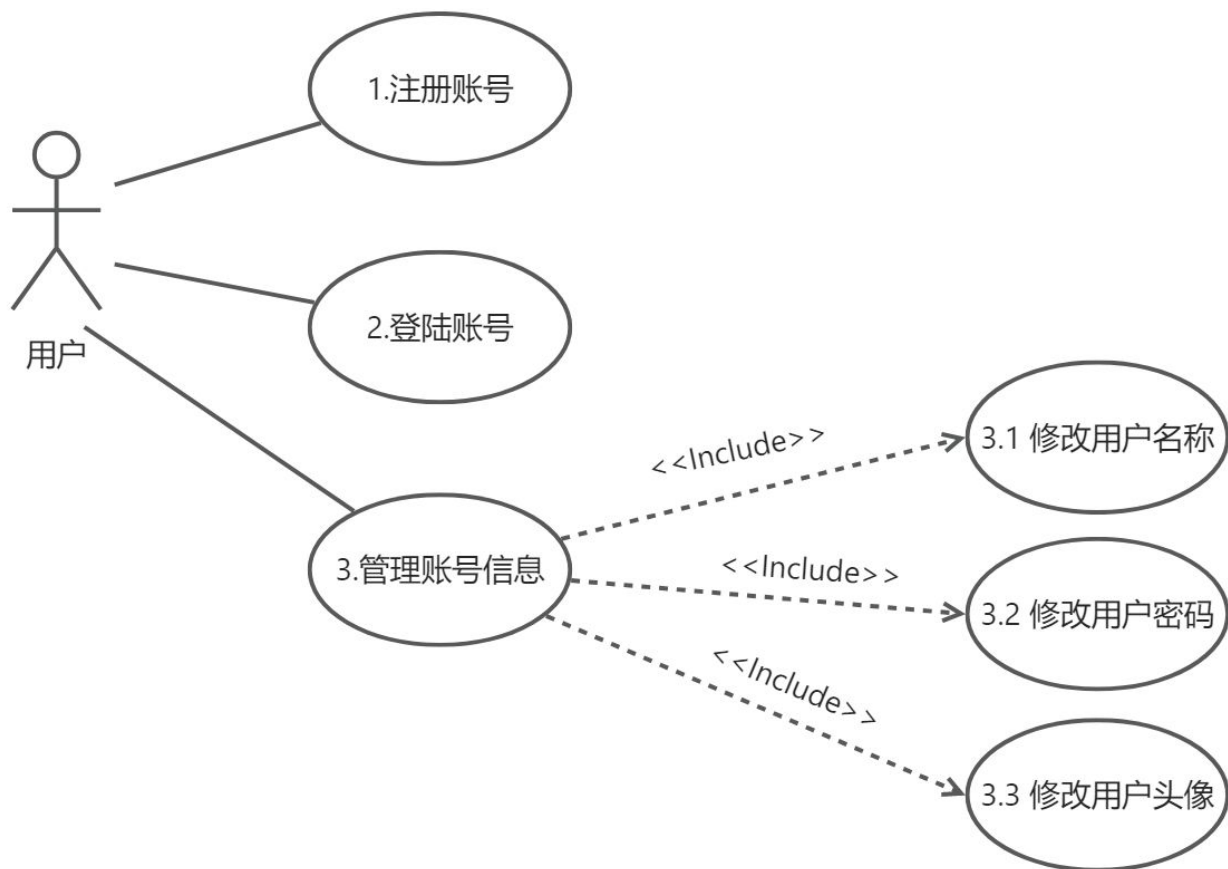 1.注册账号
用户
2.登陆账号
3.管理账号信息
<<Include>>
3.1 修改用户名称
<<Include>>
3.2 修改用户密码
<<Include>>
3.3 修改用户头像